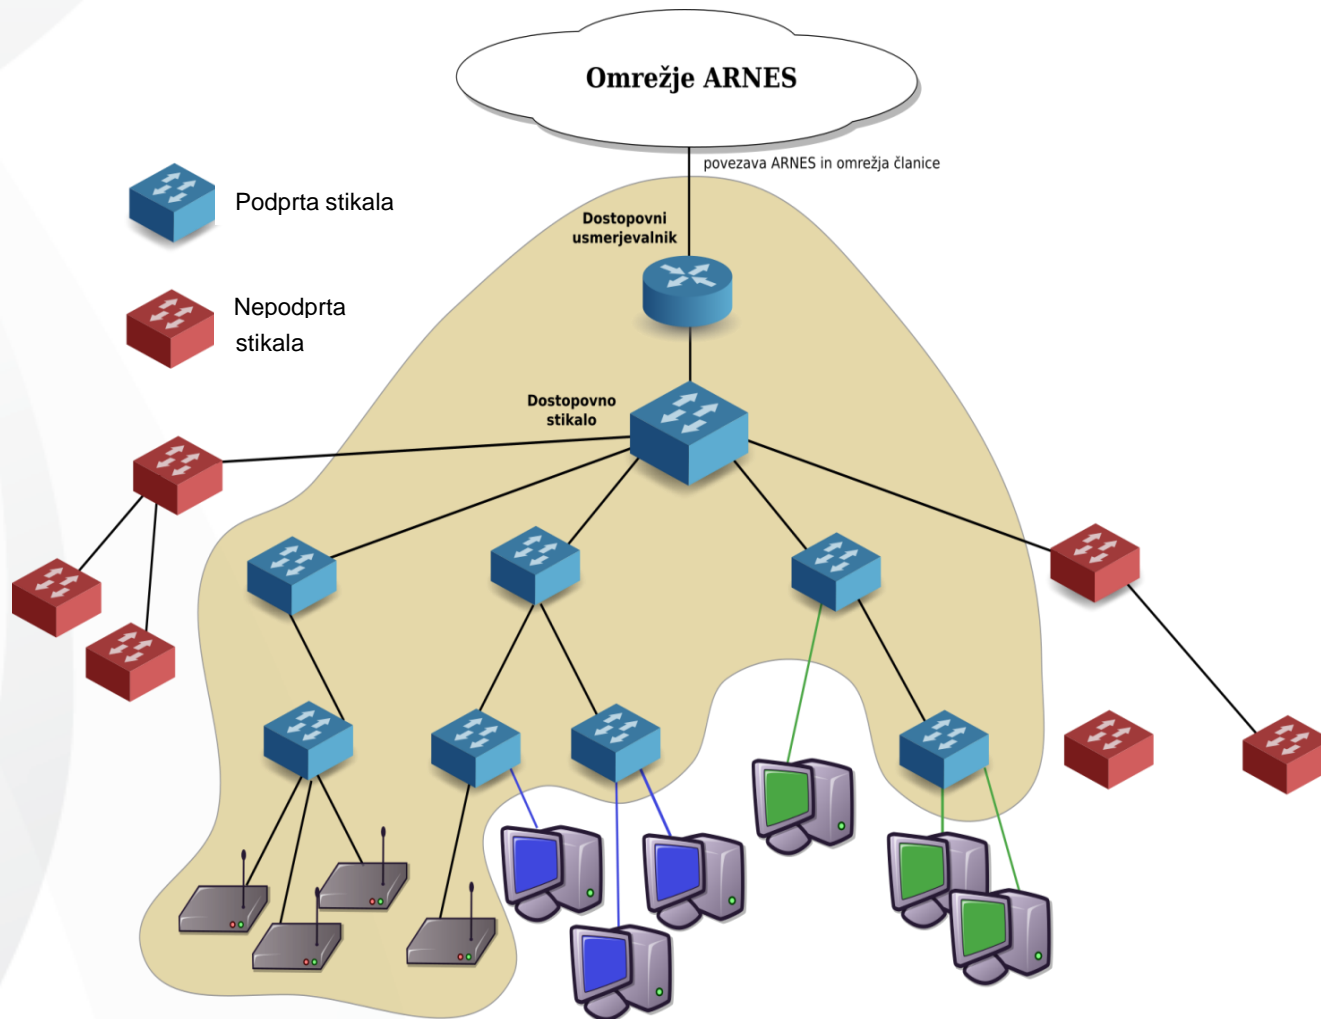 Omrežje ARNES
povezava ARNES in omrežja članice
Podprta stikala
Dostopovni
usmerjevalnik
Nepodprta
stikala
Dostopovno
stikalo